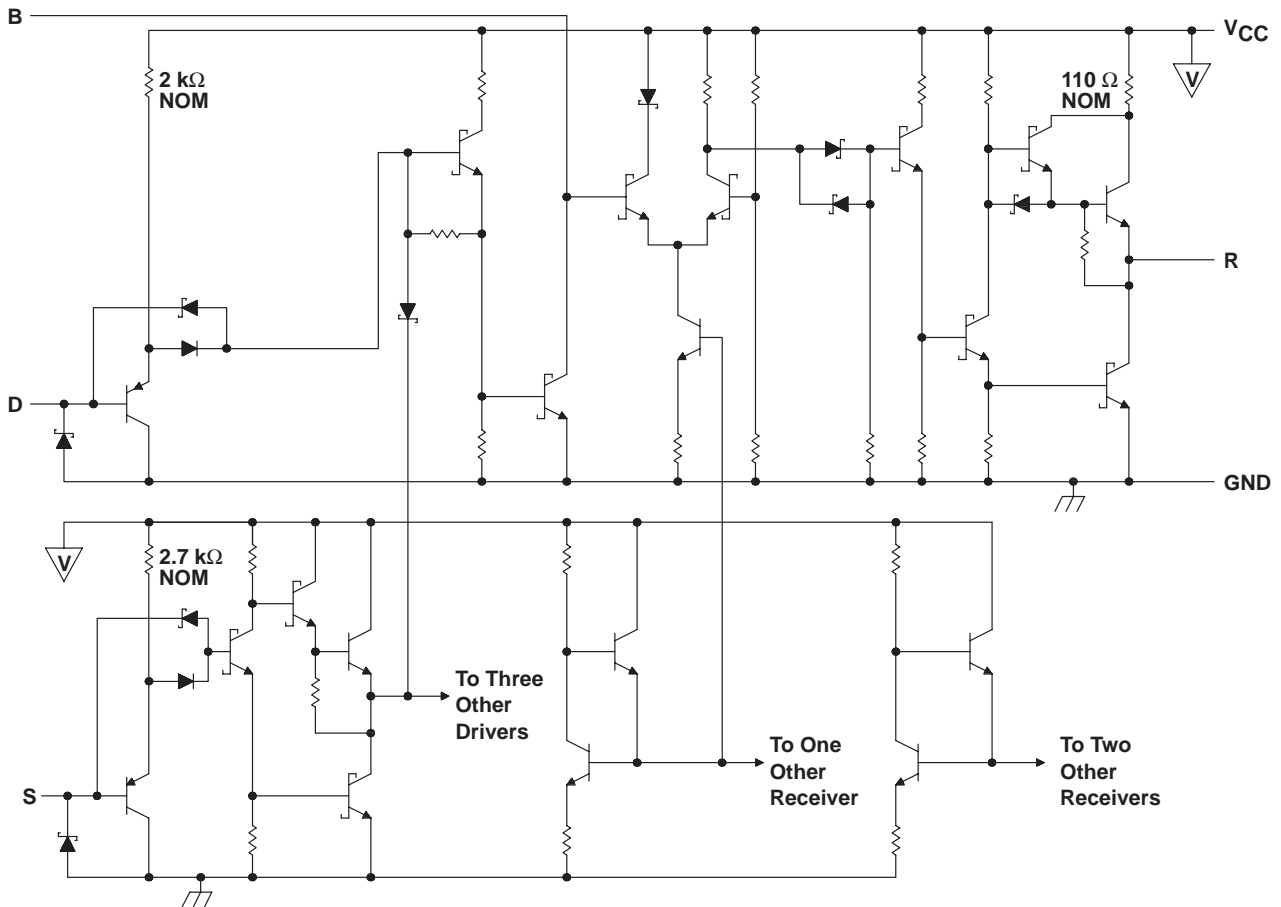 B
VCC
2 kΩ
NOM
110 Ω
NOM
V
R
D
GND
V
2.7 kΩ
NOM
To Three
Other
Drivers
To One
Other
Receiver
To Two
Other
Receivers
S